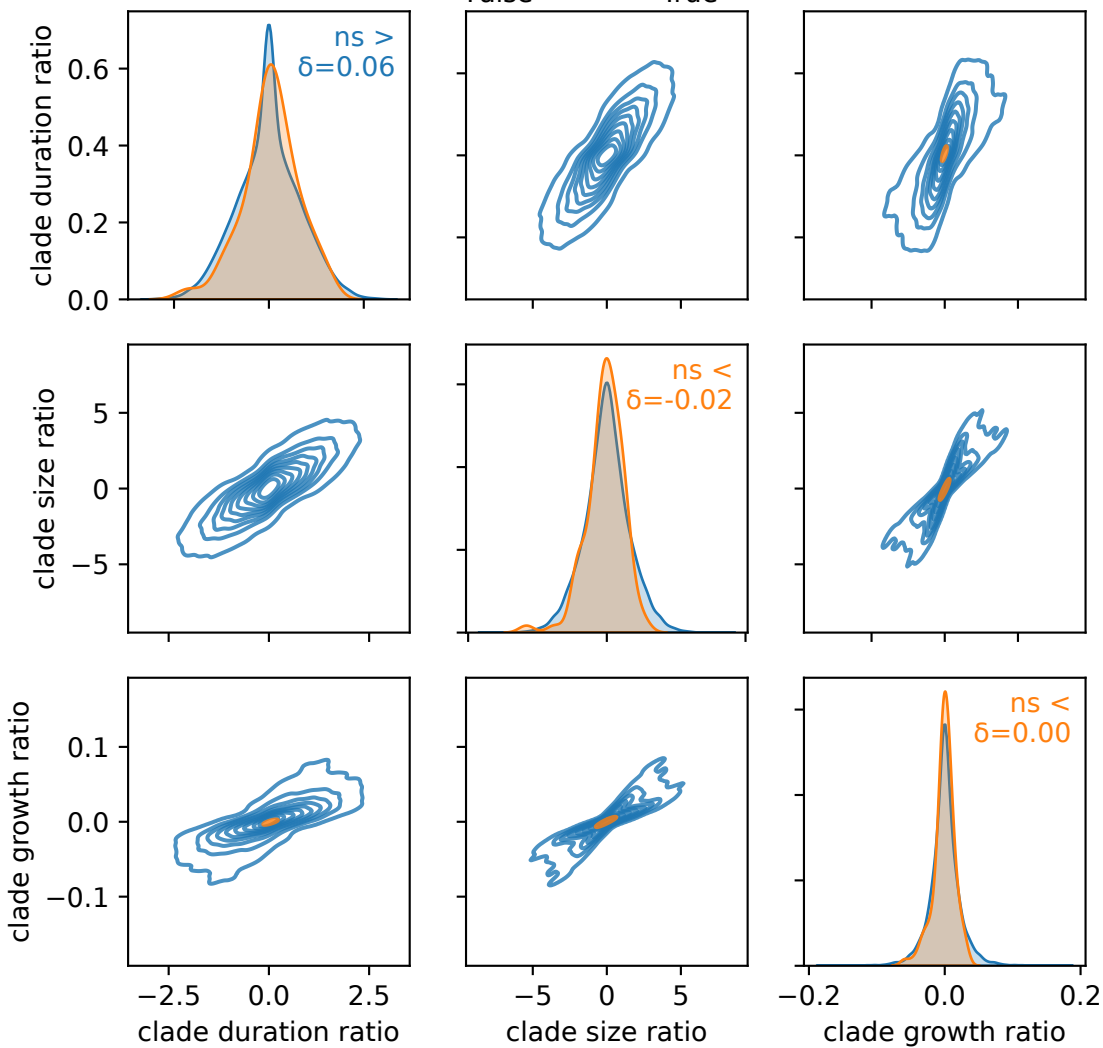 True
clade duration ratio
0.6
0.4
0.2
0.0
ns >
δ=0.06
clade size ratio
5
0
−5
ns <
δ=-0.02
clade growth ratio
0.1
0.0
−0.1
ns <
δ=0.00
−2.5 0.0 2.5
−5 0 5
−0.2 0.0 0.2
clade duration ratio
clade size ratio
clade growth ratio